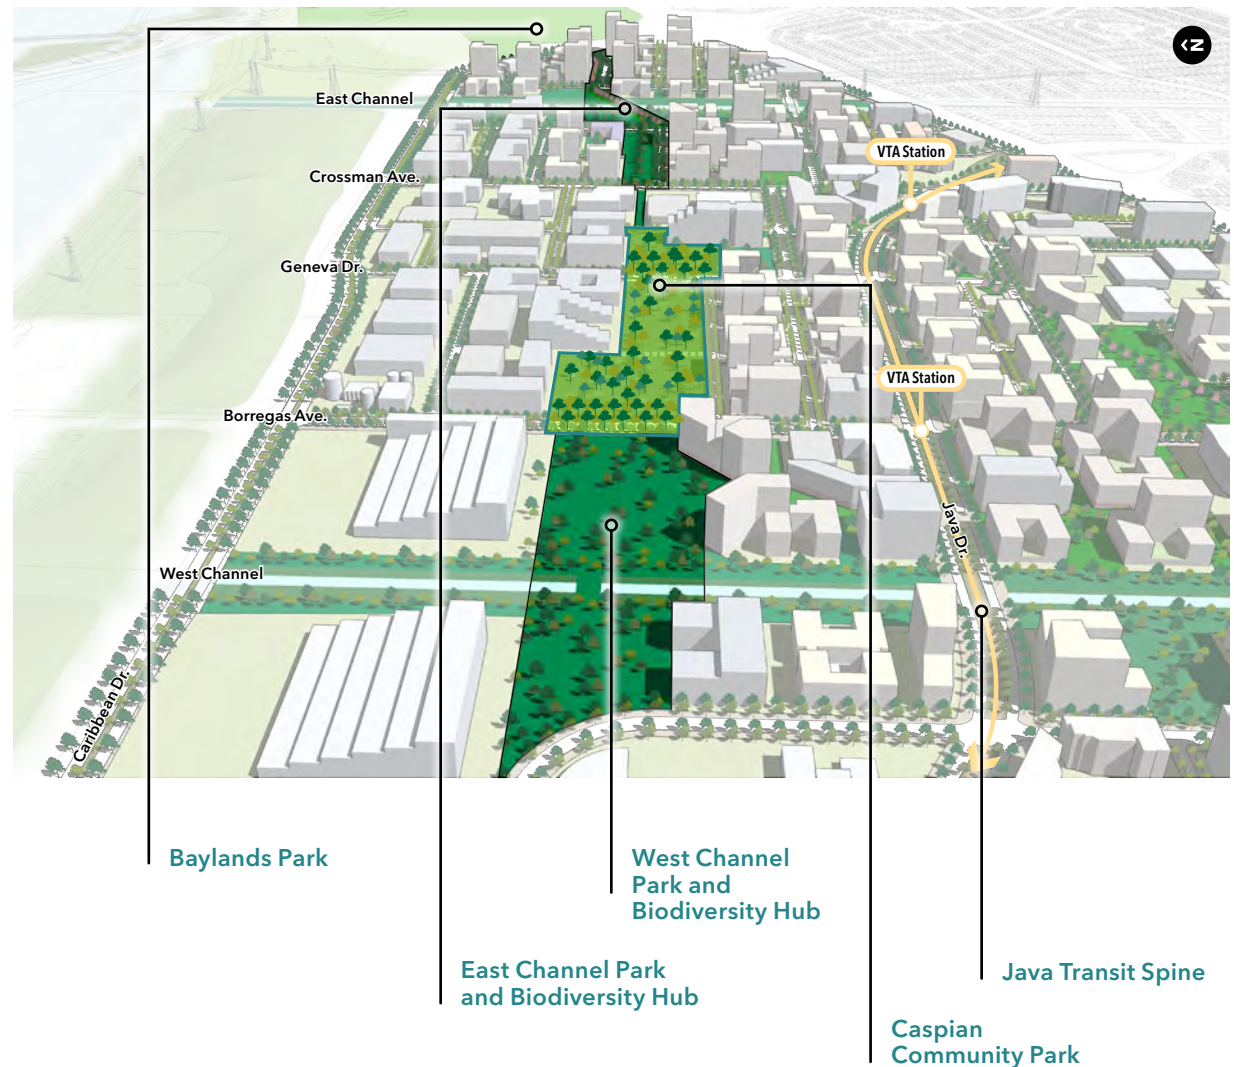 N
East Channel
Crossman Ave.
VTA Station
Geneva Dr.
VTA Station
Borregas Ave.
Java Dr.
West Channel
Caribbean Dr.
Baylands Park
West Channel
Park and
Biodiversity Hub
East Channel Park
and Biodiversity Hub
Java Transit Spine
Caspian
Community Park